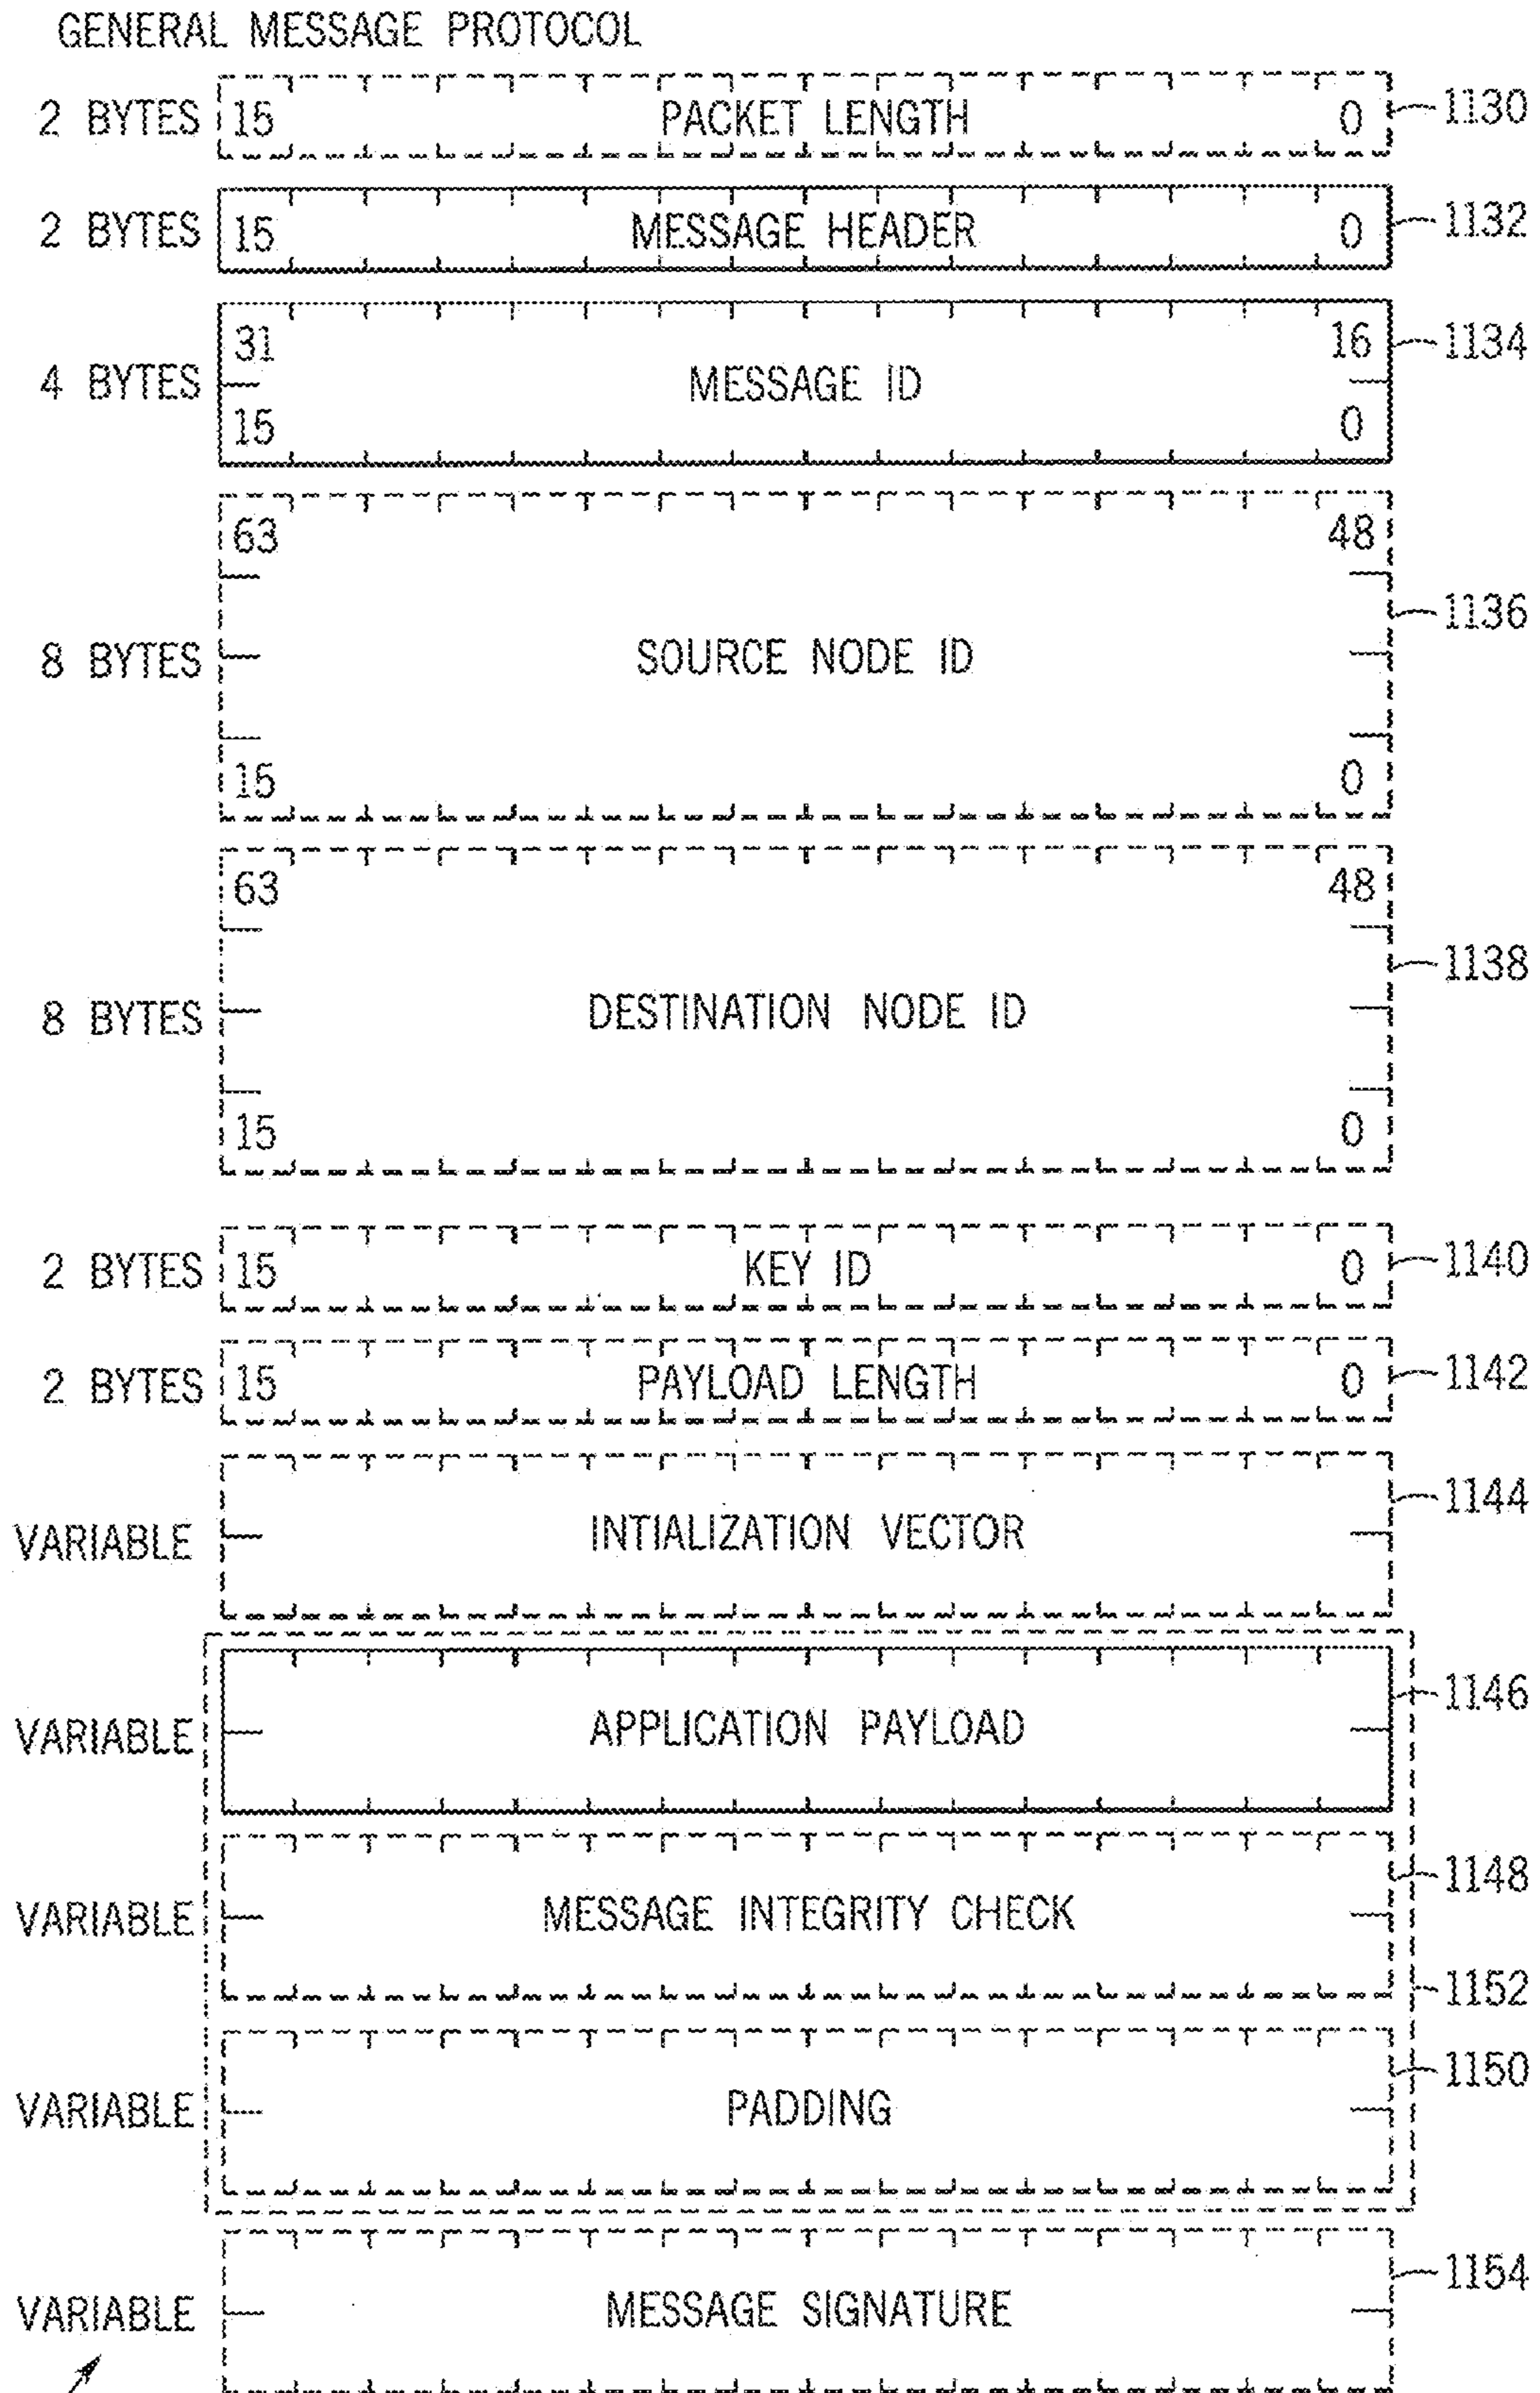 GENERAL MESSAGE PROTOCOL
2 BYTES 15 PACKET LENGTH 0 1130
2 BYTES 15 MESSAGE HEADER 0 1132
31 16 1134
4 BYTES MESSAGE ID
15 0
63 48
1136
8 BYTES SOURCE NODE ID
15 0
63 48
1138
8 BYTES DESTINATION NODE ID
15 0
2 BYTES 15 KEY ID 0 1140
2 BYTES 15 PAYLOAD LENGTH 0 1142
1144
VARIABLE INTIALIZATION VECTOR
1146
VARIABLE APPLICATION PAYLOAD
1148
VARIABLE MESSAGE INTEGRITY CHECK
1152
1150
VARIABLE PADDING
1154
VARIABLE MESSAGE SIGNATURE